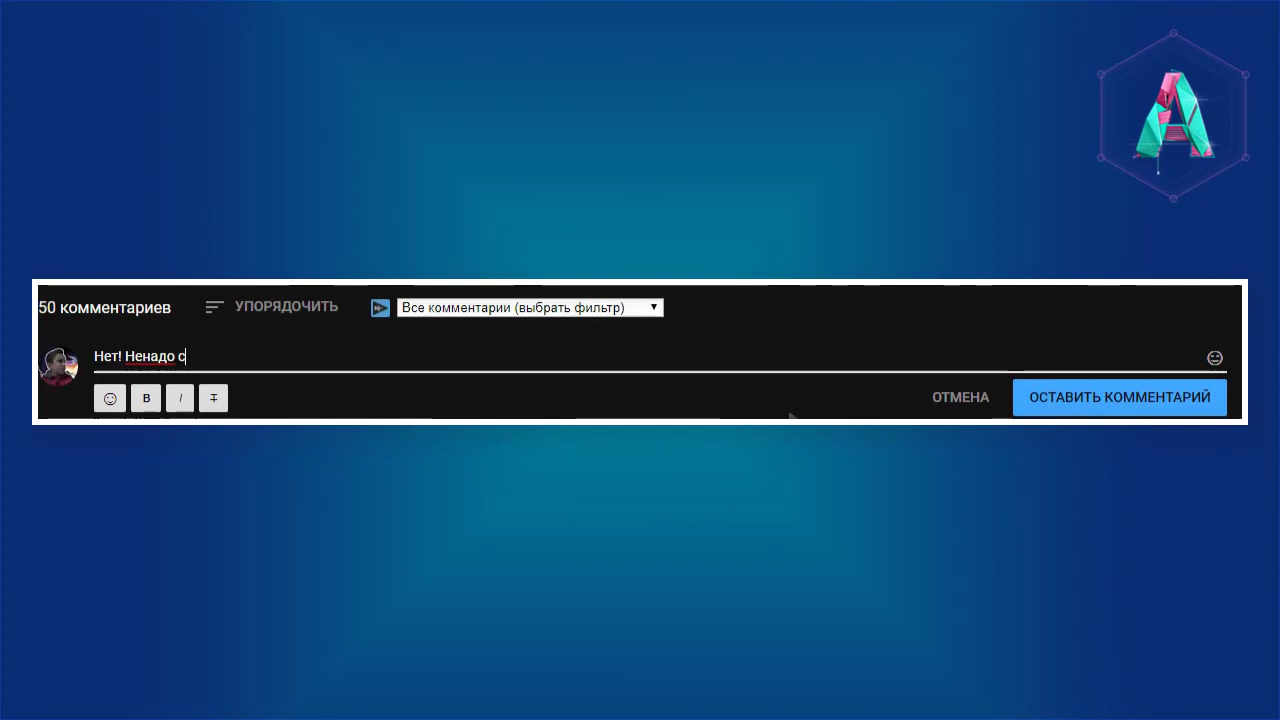 50 комментариев УПОРЯДОЧИТЬ Все комментарии (выбрать фильтр)
Нет! Ненадо с
B I T ОТМЕНА ОСТАВИТЬ КОММЕНТАРИЙ
A